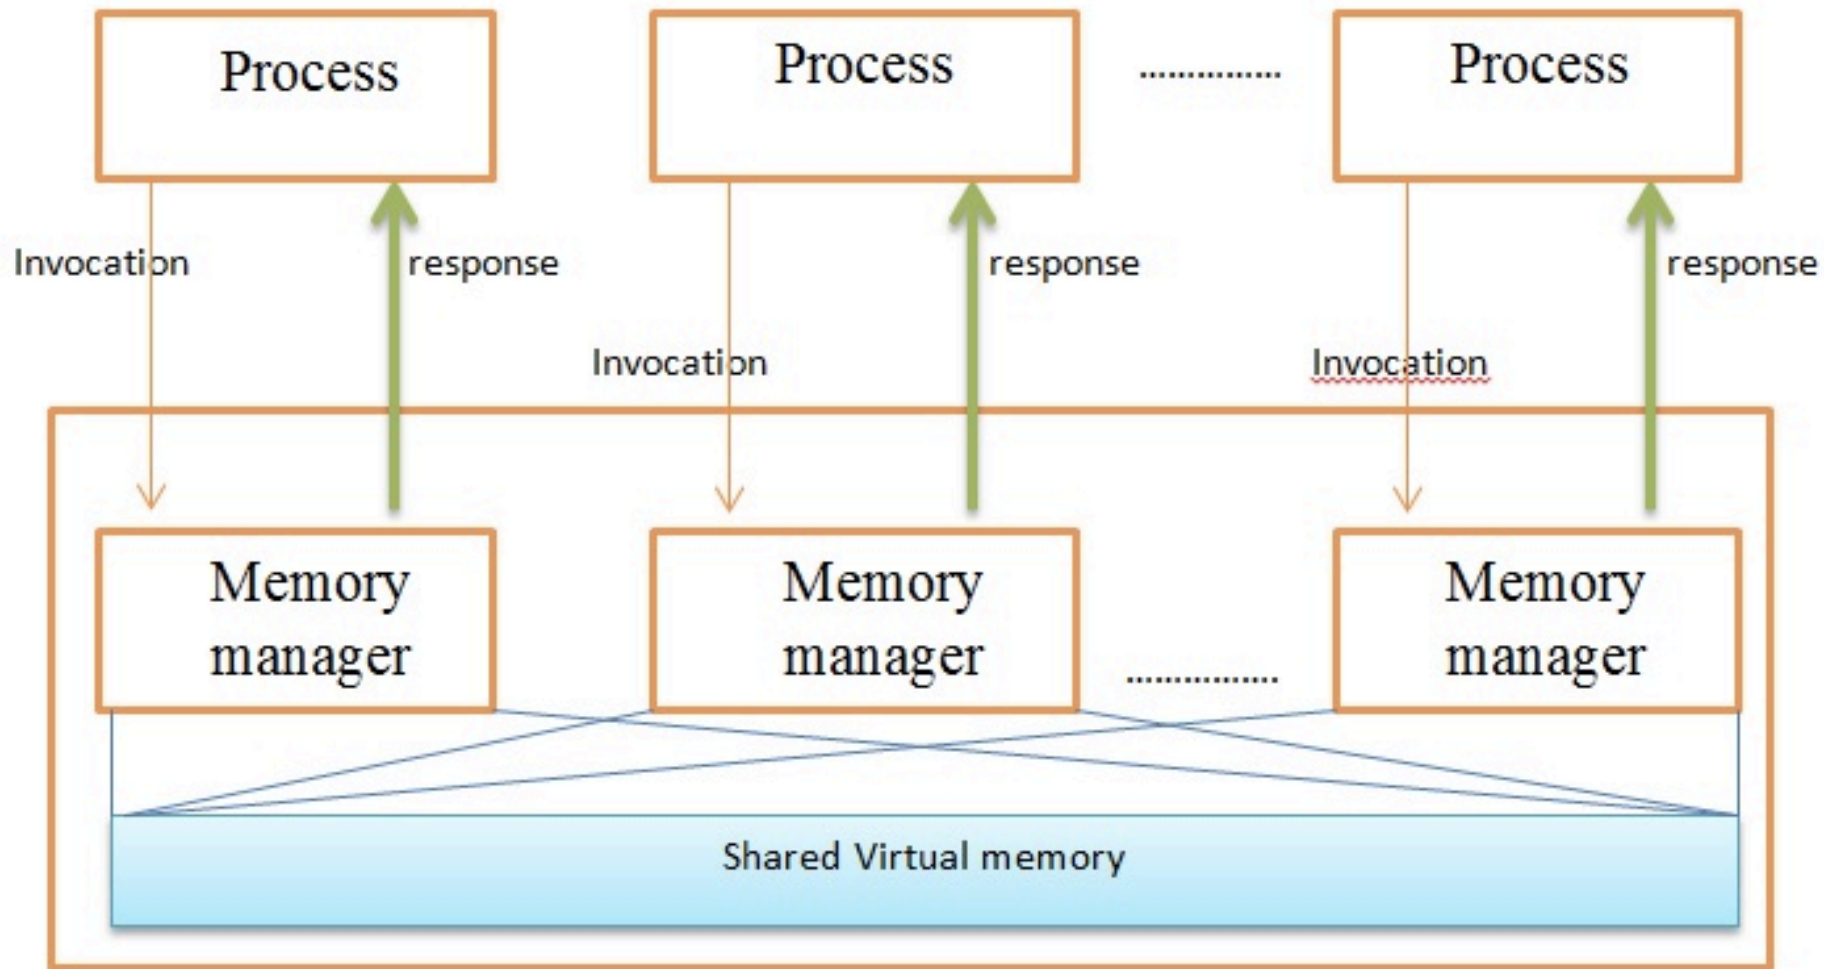 Process
Process
……………
Process
Invocation
response
response
response
Invocation
Invocation
Memory
manager
Memory
manager
…………….
Memory
manager
Shared Virtual memory